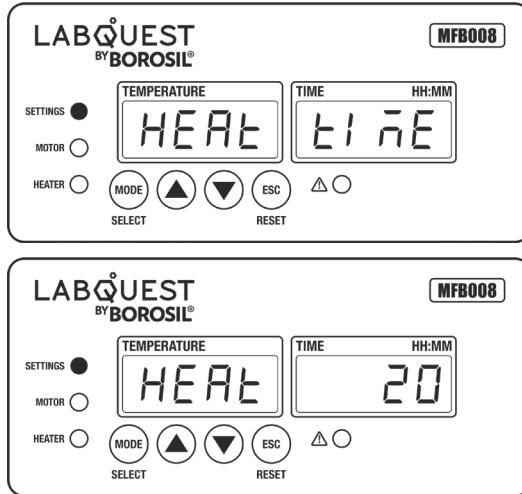 LABQUEST
BY BOROSIL®
MFB008
TEMPERATURE
TIME HH:MM
SETTINGS
HEAt
tI mE
MOTOR
HEATER
MODE
ESC
SELECT
RESET
LABQUEST
BY BOROSIL®
MFB008
TEMPERATURE
TIME HH:MM
SETTINGS
HEAt
20
MOTOR
HEATER
MODE
ESC
SELECT
RESET